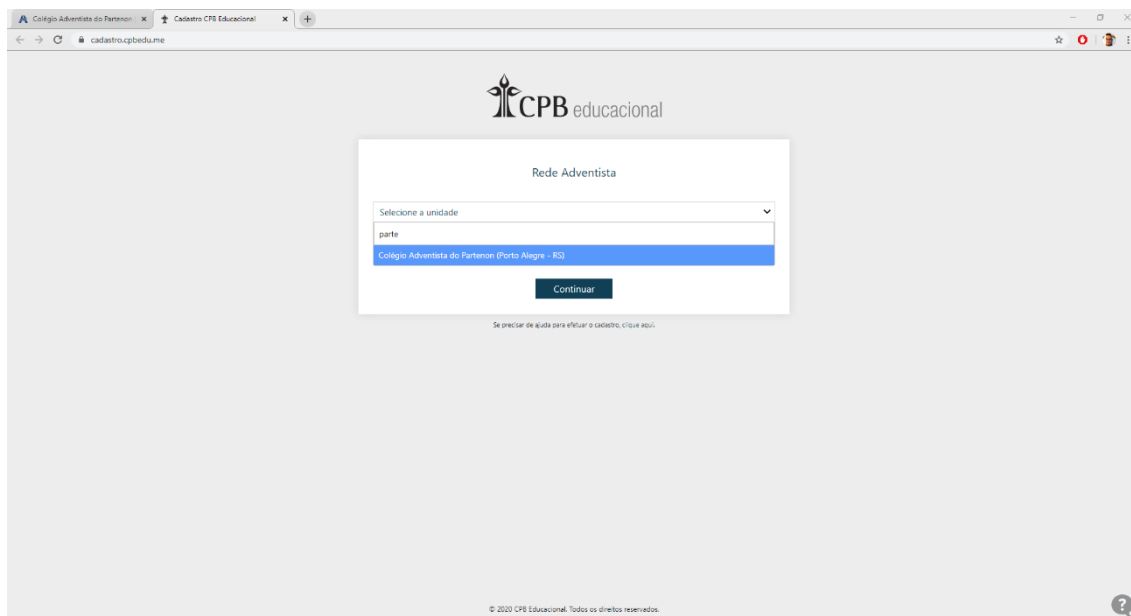 Colégio Adventista do Partenon
Cadastro CPB Educacional
cadastro.cpbedu.me
CPB educacional
Rede Adventista
Selecione a unidade
parte
Colégio Adventista do Partenon (Porto Alegre - RS)
Continuar
Se precisar de ajuda para efetuar o cadastro, clique aqui.
© 2020 CPB Educacional. Todos os direitos reservados.
?